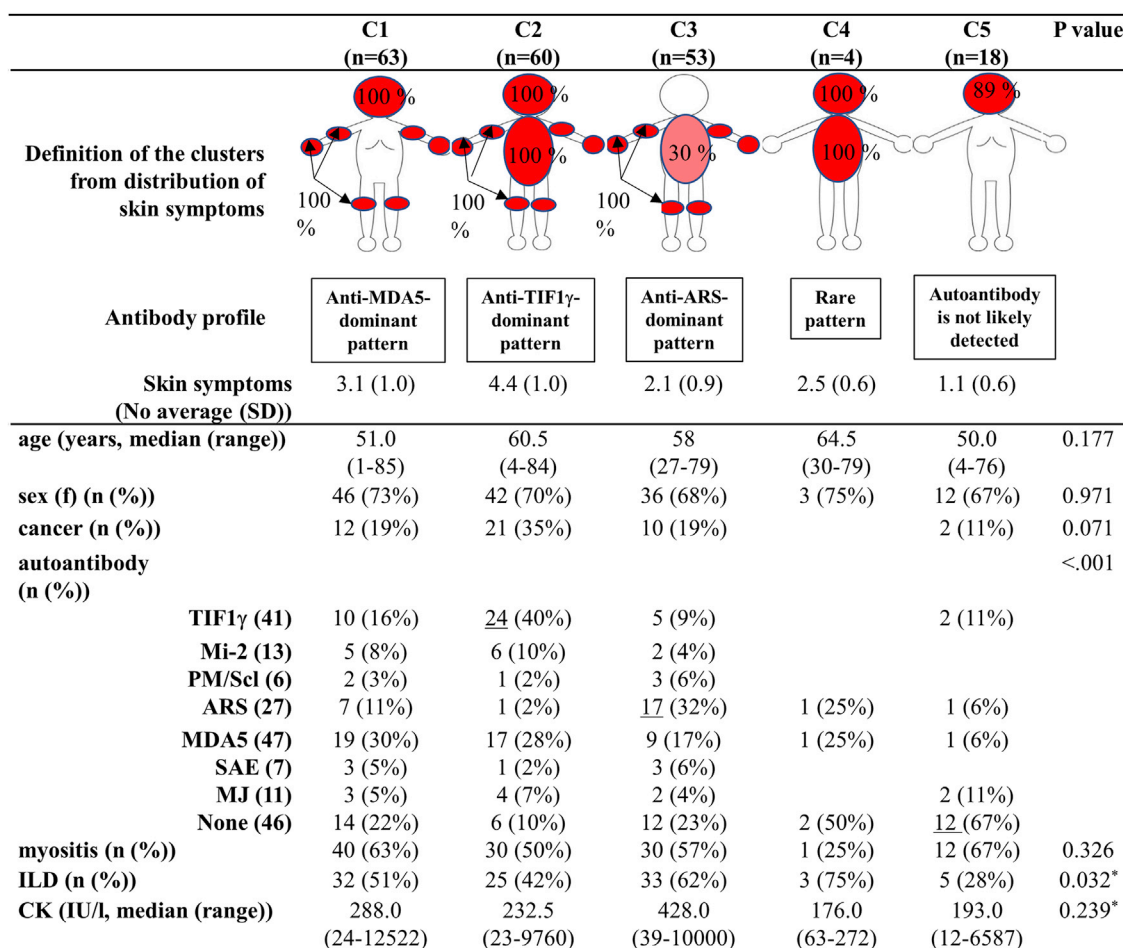 C1 C2 C3 C4 C5 P value
(n=63) (n=60) (n=53) (n=4) (n=18)
100 % 100 % 100 % 89 %
Definition of the clusters 100 % 30 % 100 %
from distribution of
skin symptoms 100 100 100
% % %
Anti-MDA5- Anti-TIF1γ- Anti-ARS- Rare Autoantibody
Antibody profile dominant dominant dominant pattern is not likely
pattern pattern pattern detected
Skin symptoms 3.1 (1.0) 4.4 (1.0) 2.1 (0.9) 2.5 (0.6) 1.1 (0.6)
(No average (SD))
age (years, median (range)) 51.0 60.5 58 64.5 50.0 0.177
(1-85) (4-84) (27-79) (30-79) (4-76)
sex (f) (n (%)) 46 (73%) 42 (70%) 36 (68%) 3 (75%) 12 (67%) 0.971
cancer (n (%)) 12 (19%) 21 (35%) 10 (19%) 2 (11%) 0.071
autoantibody <.001
(n (%))
TIF1γ (41) 10 (16%) 24 (40%) 5 (9%) 2 (11%)
Mi-2 (13) 5 (8%) 6 (10%) 2 (4%)
PM/Scl (6) 2 (3%) 1 (2%) 3 (6%)
ARS (27) 7 (11%) 1 (2%) 17 (32%) 1 (25%) 1 (6%)
MDA5 (47) 19 (30%) 17 (28%) 9 (17%) 1 (25%) 1 (6%)
SAE (7) 3 (5%) 1 (2%) 3 (6%)
MJ (11) 3 (5%) 4 (7%) 2 (4%) 2 (11%)
None (46) 14 (22%) 6 (10%) 12 (23%) 2 (50%) 12 (67%)
myositis (n (%)) 40 (63%) 30 (50%) 30 (57%) 1 (25%) 12 (67%) 0.326
ILD (n (%)) 32 (51%) 25 (42%) 33 (62%) 3 (75%) 5 (28%) 0.032*
CK (IU/l, median (range)) 288.0 232.5 428.0 176.0 193.0 0.239*
(24-12522) (23-9760) (39-10000) (63-272) (12-6587)